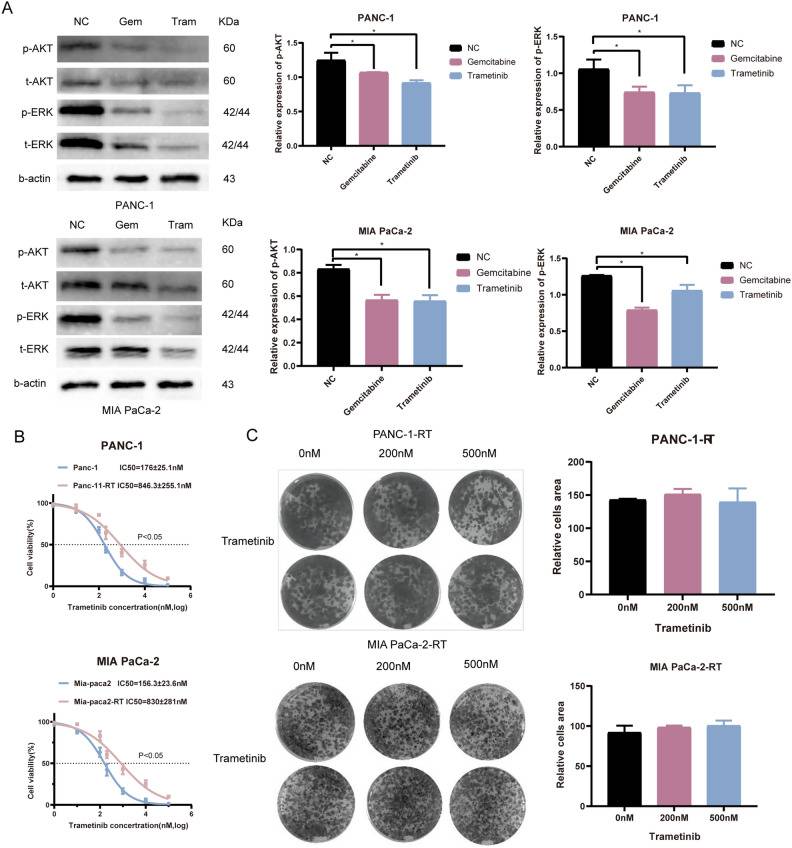 A
NC Gem Tram KDa
p-AKT 60
t-AKT 60
p-ERK 42/44
t-ERK 42/44
b-actin 43
PANC-1
PANC-1
Relative expression of p-AKT
1.5
1.0
0.5
0.0
* *
NC
Gemcitabine
Trametinib
NC Gemcitabine Trametinib
PANC-1
Relative expression of p-ERK
1.5
1.0
0.5
0.0
* *
NC
Gemcitabine
Trametinib
NC Gemcitabine Trametinib
NC Gem Tram KDa
p-AKT 60
t-AKT 60
p-ERK 42/44
t-ERK 42/44
b-actin 43
MIA PaCa-2
MIA PaCa-2
Relative expression of p-AKT
1.0
0.8
0.6
0.4
0.2
0.0
* *
NC
Gemcitabine
Trametinib
NC Gemcitabine Trametinib
MIA PaCa-2
Relative expression of p-ERK
1.5
1.0
0.5
0.0
* *
NC
Gemcitabine
Trametinib
NC Gemcitabine Trametinib
B
PANC-1
Panc-1 IC50=176±25.1nM
Panc-11-RT IC50=846.3±255.1nM
Cell viability(%)
100
50
0
P<0.05
0 2 4 6
Trametinib concertration(nM,log)
MIA PaCa-2
Mia-paca2 IC50=156.3±23.6nM
Mia-paca2-RT IC50=830±281nM
Cell viability(%)
100
50
0
P<0.05
0 2 4 6
Trametinib concertration(nM,log)
C
PANC-1-RT
0nM 200nM 500nM
Trametinib
MIA PaCa-2-RT
0nM 200nM 500nM
Trametinib
PANC-1-RT
Relative cells area
200
150
100
50
0
0nM 200nM 500nM
Trametinib
MIA PaCa-2-RT
Relative cells area
150
100
50
0
0nM 200nM 500nM
Trametinib